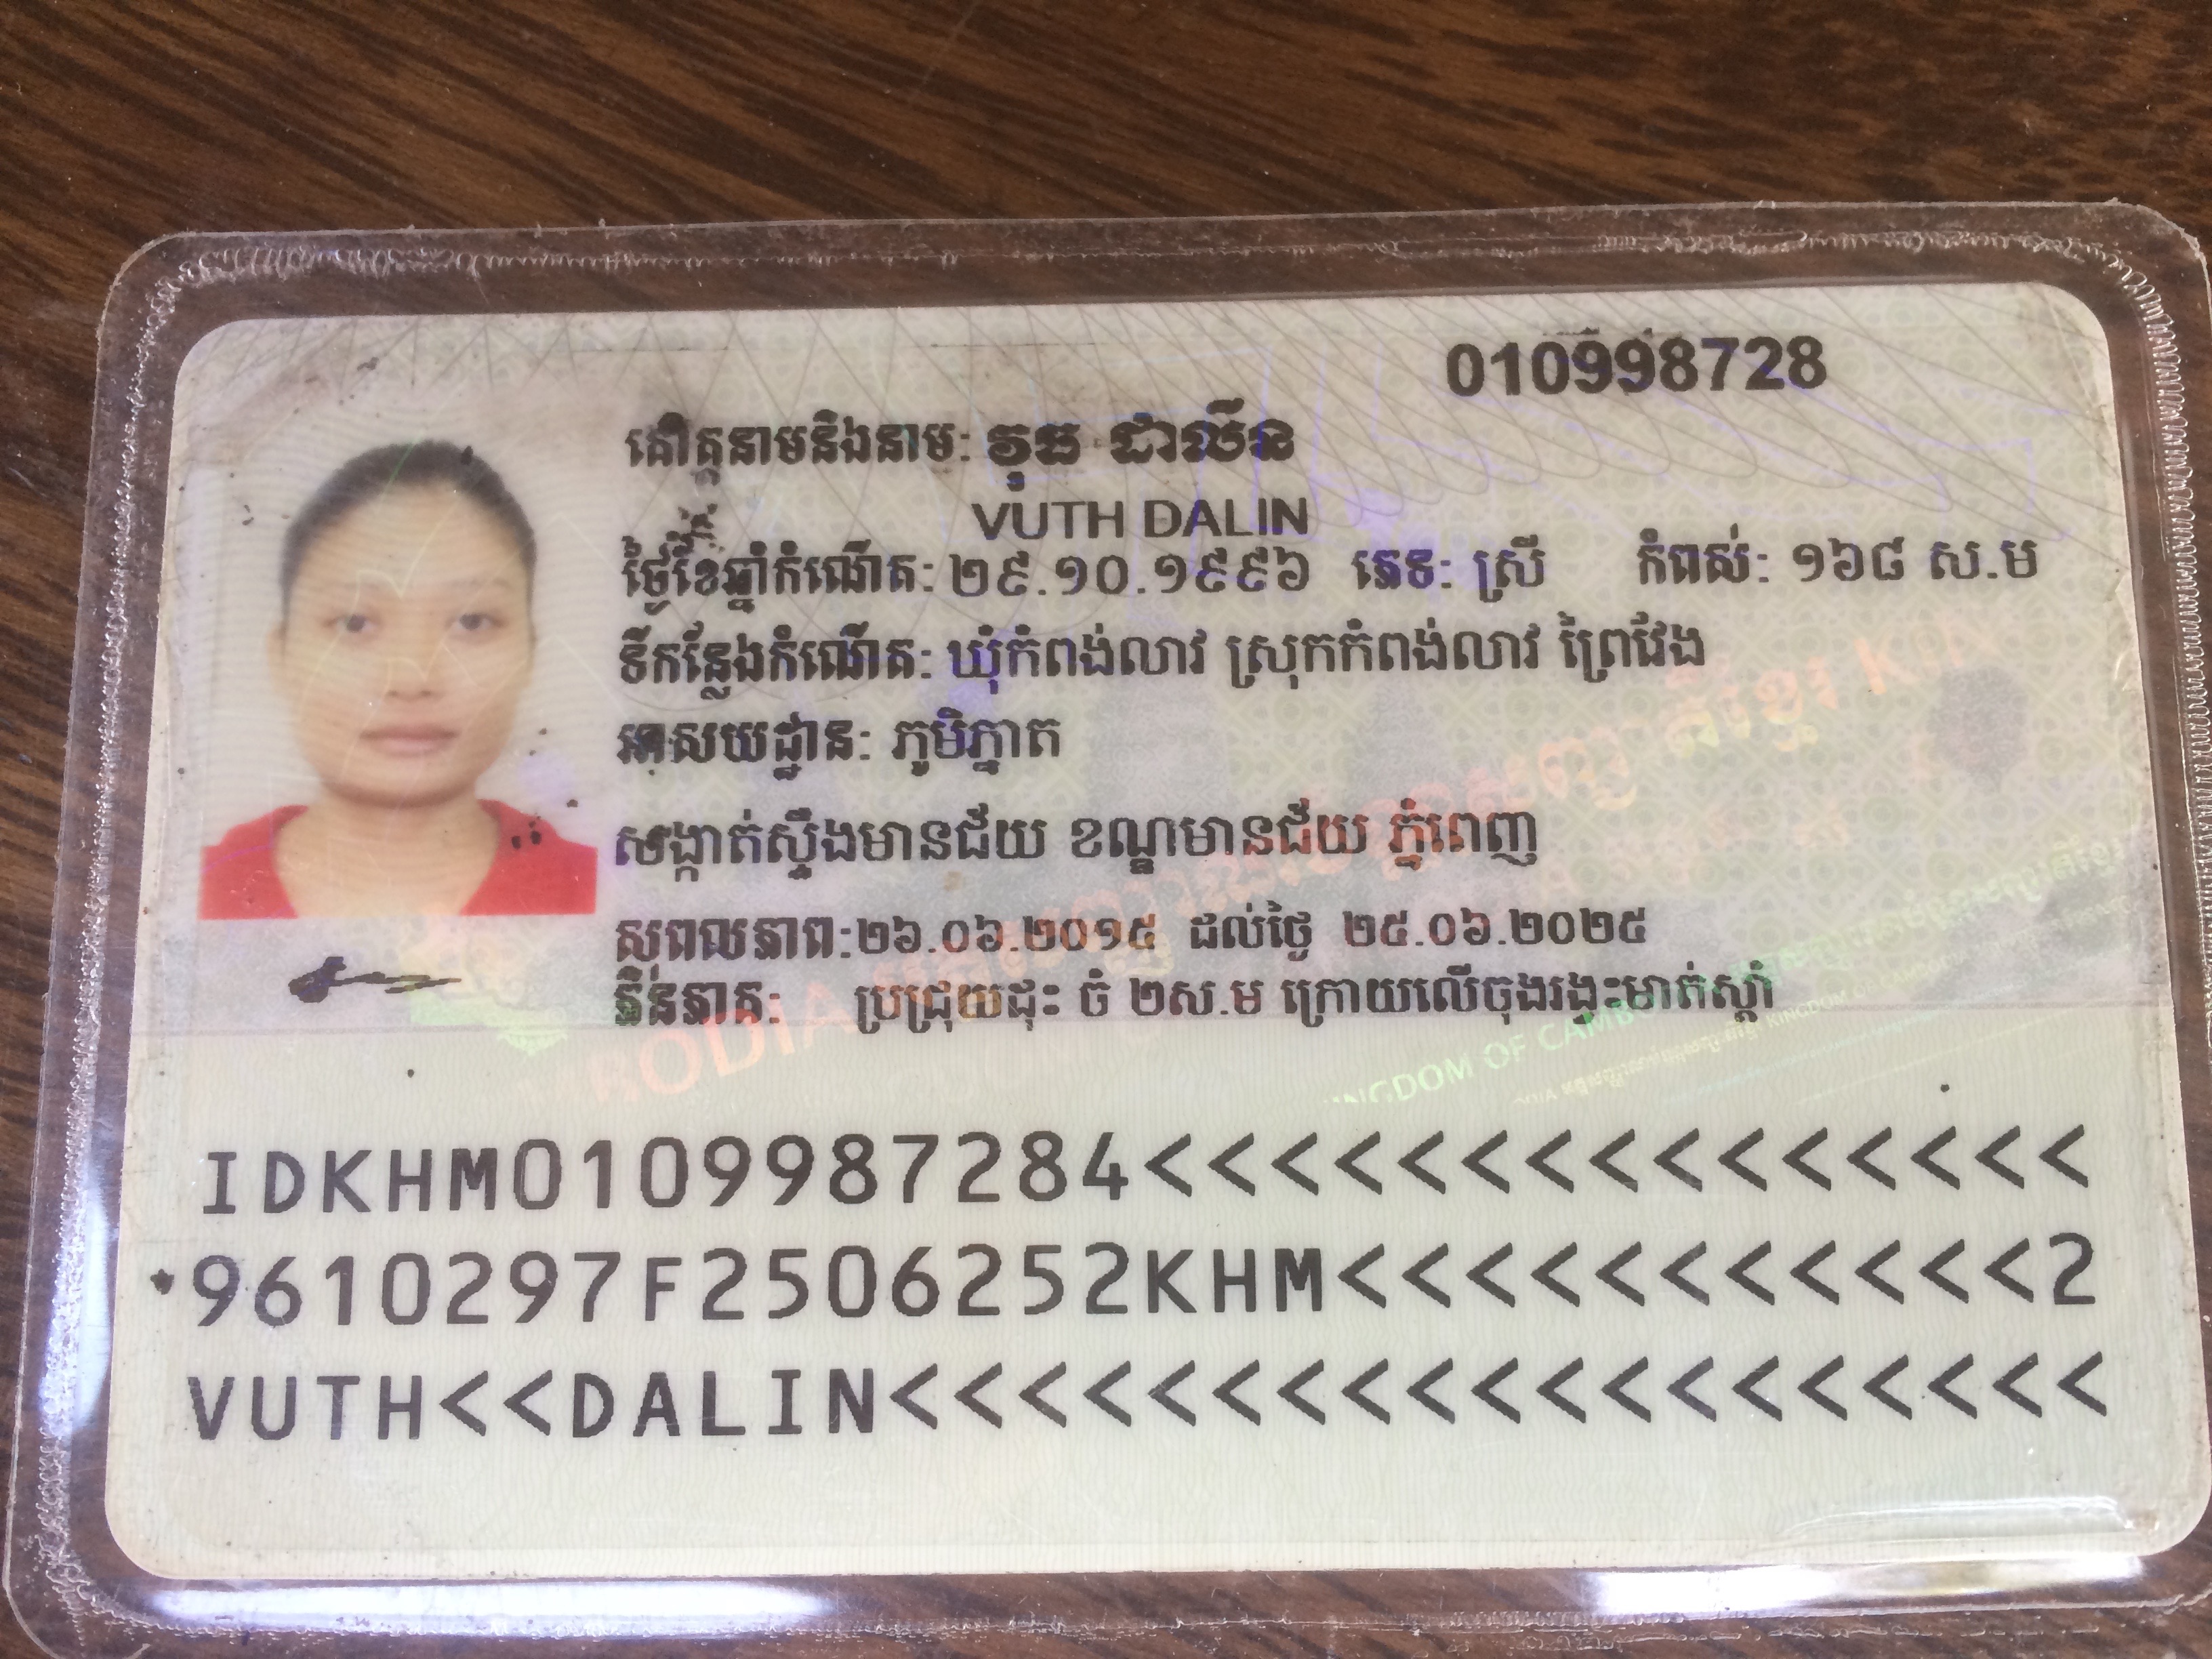 010998728
គោត្តនាមនិងនាម: វុធ ដាលីន
VUTH DALIN
ថ្ងៃខែឆ្នាំកំណើត: ២៩.១០.១៩៩៦ ភេទ: ស្រី កំពស់: ១៦៨ ស.ម
ទីកន្លែងកំណើត: ឃុំកំពង់លាវ ស្រុកកំពង់លាវ ព្រៃវែង
អាសយដ្ឋាន: ភូមិភ្នាត
សង្កាត់ស្ទឹងមានជ័យ ខណ្ឌមានជ័យ ភ្នំពេញ
សុពលភាព:២៦.០៦.២០១៥ ដល់ថ្ងៃ ២៥.០៦.២០២៥
ភិនភាគ: ប្រជ្រុយដុះ ចំ ២ស.ម ក្រោយលើចុងរង្វះមាត់ស្តាំ
KINGDOM OF CAMBODIA
IDKHM0109987284<<<<<<<<<<<<<<<
9610297F2506252KHM<<<<<<<<<<<2
VUTH<<DALIN<<<<<<<<<<<<<<<<<<<